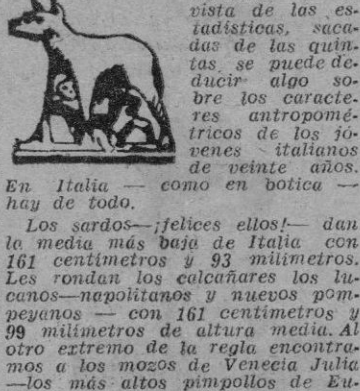 vista de las es-
tadísticas, saca-
das de las quin-
tas, se puede de-
ducir algo so-
bre los caracte-
res antropomé-
tricos de los jó-
venes italianos
de veinte años.
En Italia — como en botica —
hay de todo.
Los sardos—¡felices ellos!— dan
la media más baja de Italia con
161 centímetros y 93 milímetros.
Les rondan los calcañares los lu-
canos—napolitanos y nuevos pom-
peyanos — con 161 centímetros y
99 milímetros de altura media. Al
otro extremo de la regla encontra-
mos a los mozos de Venecia Julia
—los más altos pimpollos de Eu-